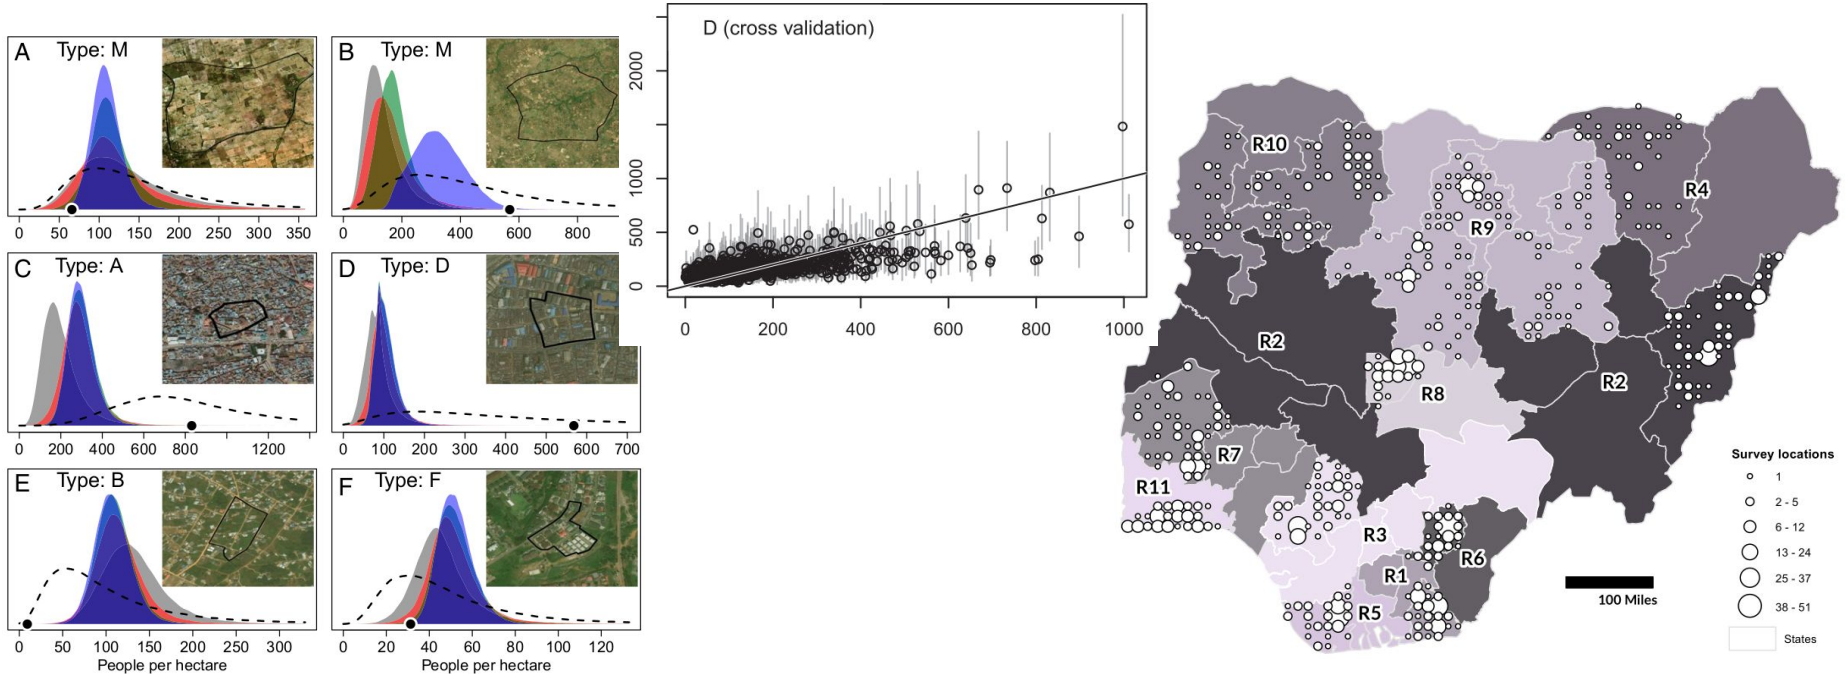 A Type: M
0 50 100 150 200 250 300 350
B Type: M
0 200 400 600 800
C Type: A
0 200 400 600 800 1200
D Type: D
0 100 200 300 400 500 600 700
E Type: B
0 50 100 150 200 250 300
People per hectare
F Type: F
0 20 40 60 80 100 120
People per hectare
D (cross validation)
2000
1000
500
0
0 200 400 600 800 1000
R10
R4
R9
R2
R2
R8
R7
R11
R3
R6
R1
R5
Survey locations
1
2 - 5
6 - 12
13 - 24
25 - 37
38 - 51
States
100 Miles